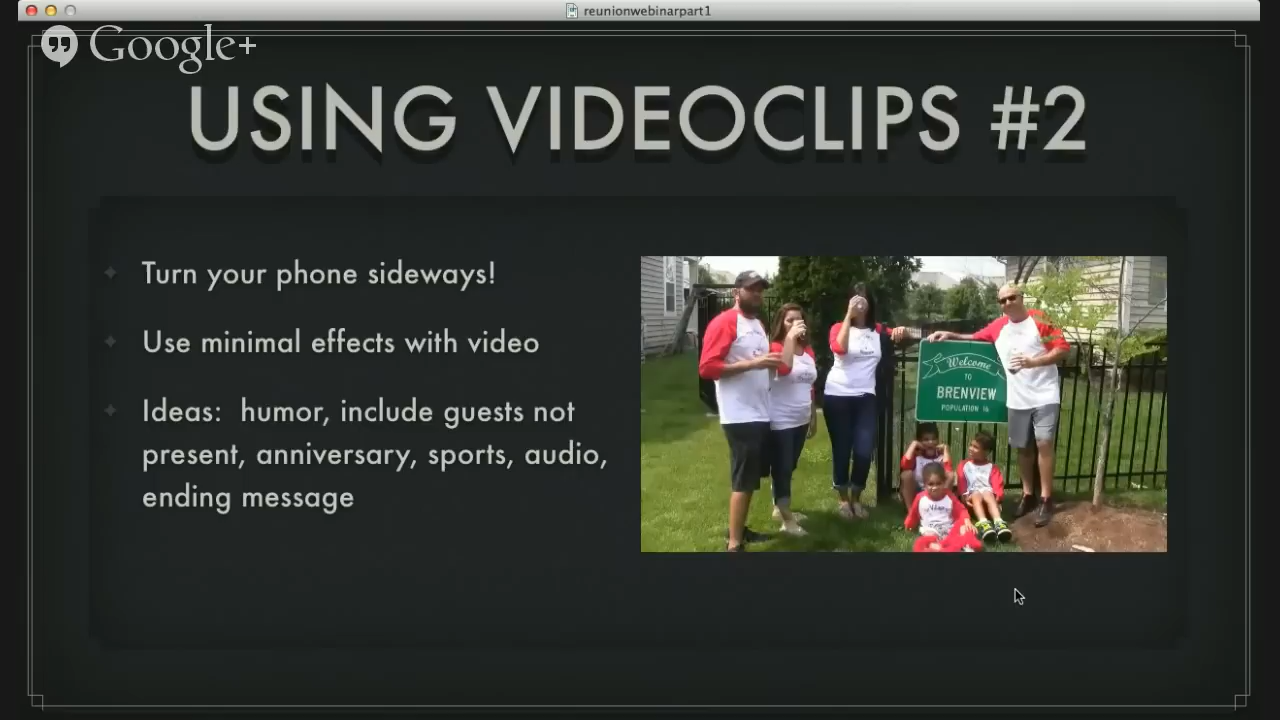 reunionwebinarpart1
Google+
USING VIDEOCLIPS #2
Turn your phone sideways!
Use minimal effects with video
Ideas: humor, include guests not
present, anniversary, sports, audio,
ending message
Welcome
TO
BRENVIEW
POPULATION 16